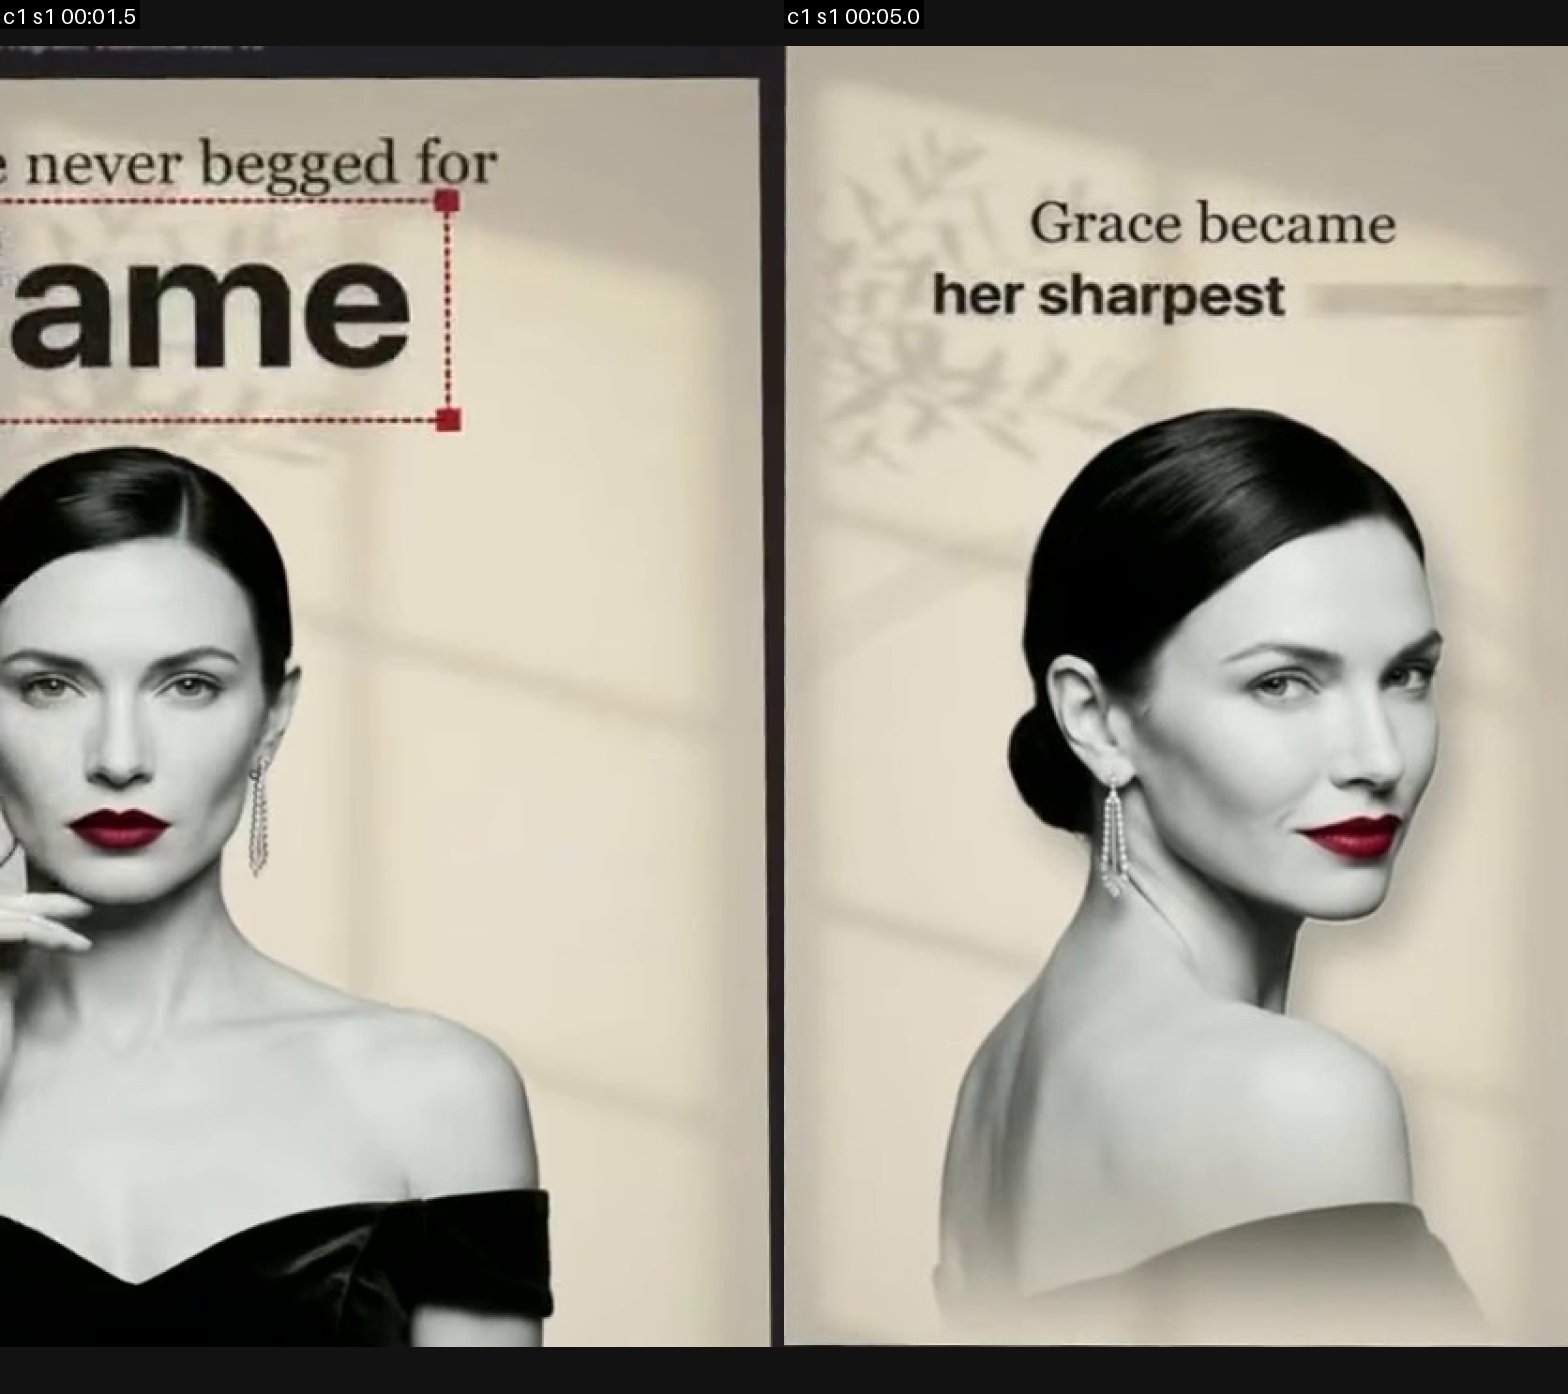 c1 s1 00:01.5
never begged for
ame
c1 s1 00:05.0
Grace became
her sharpest